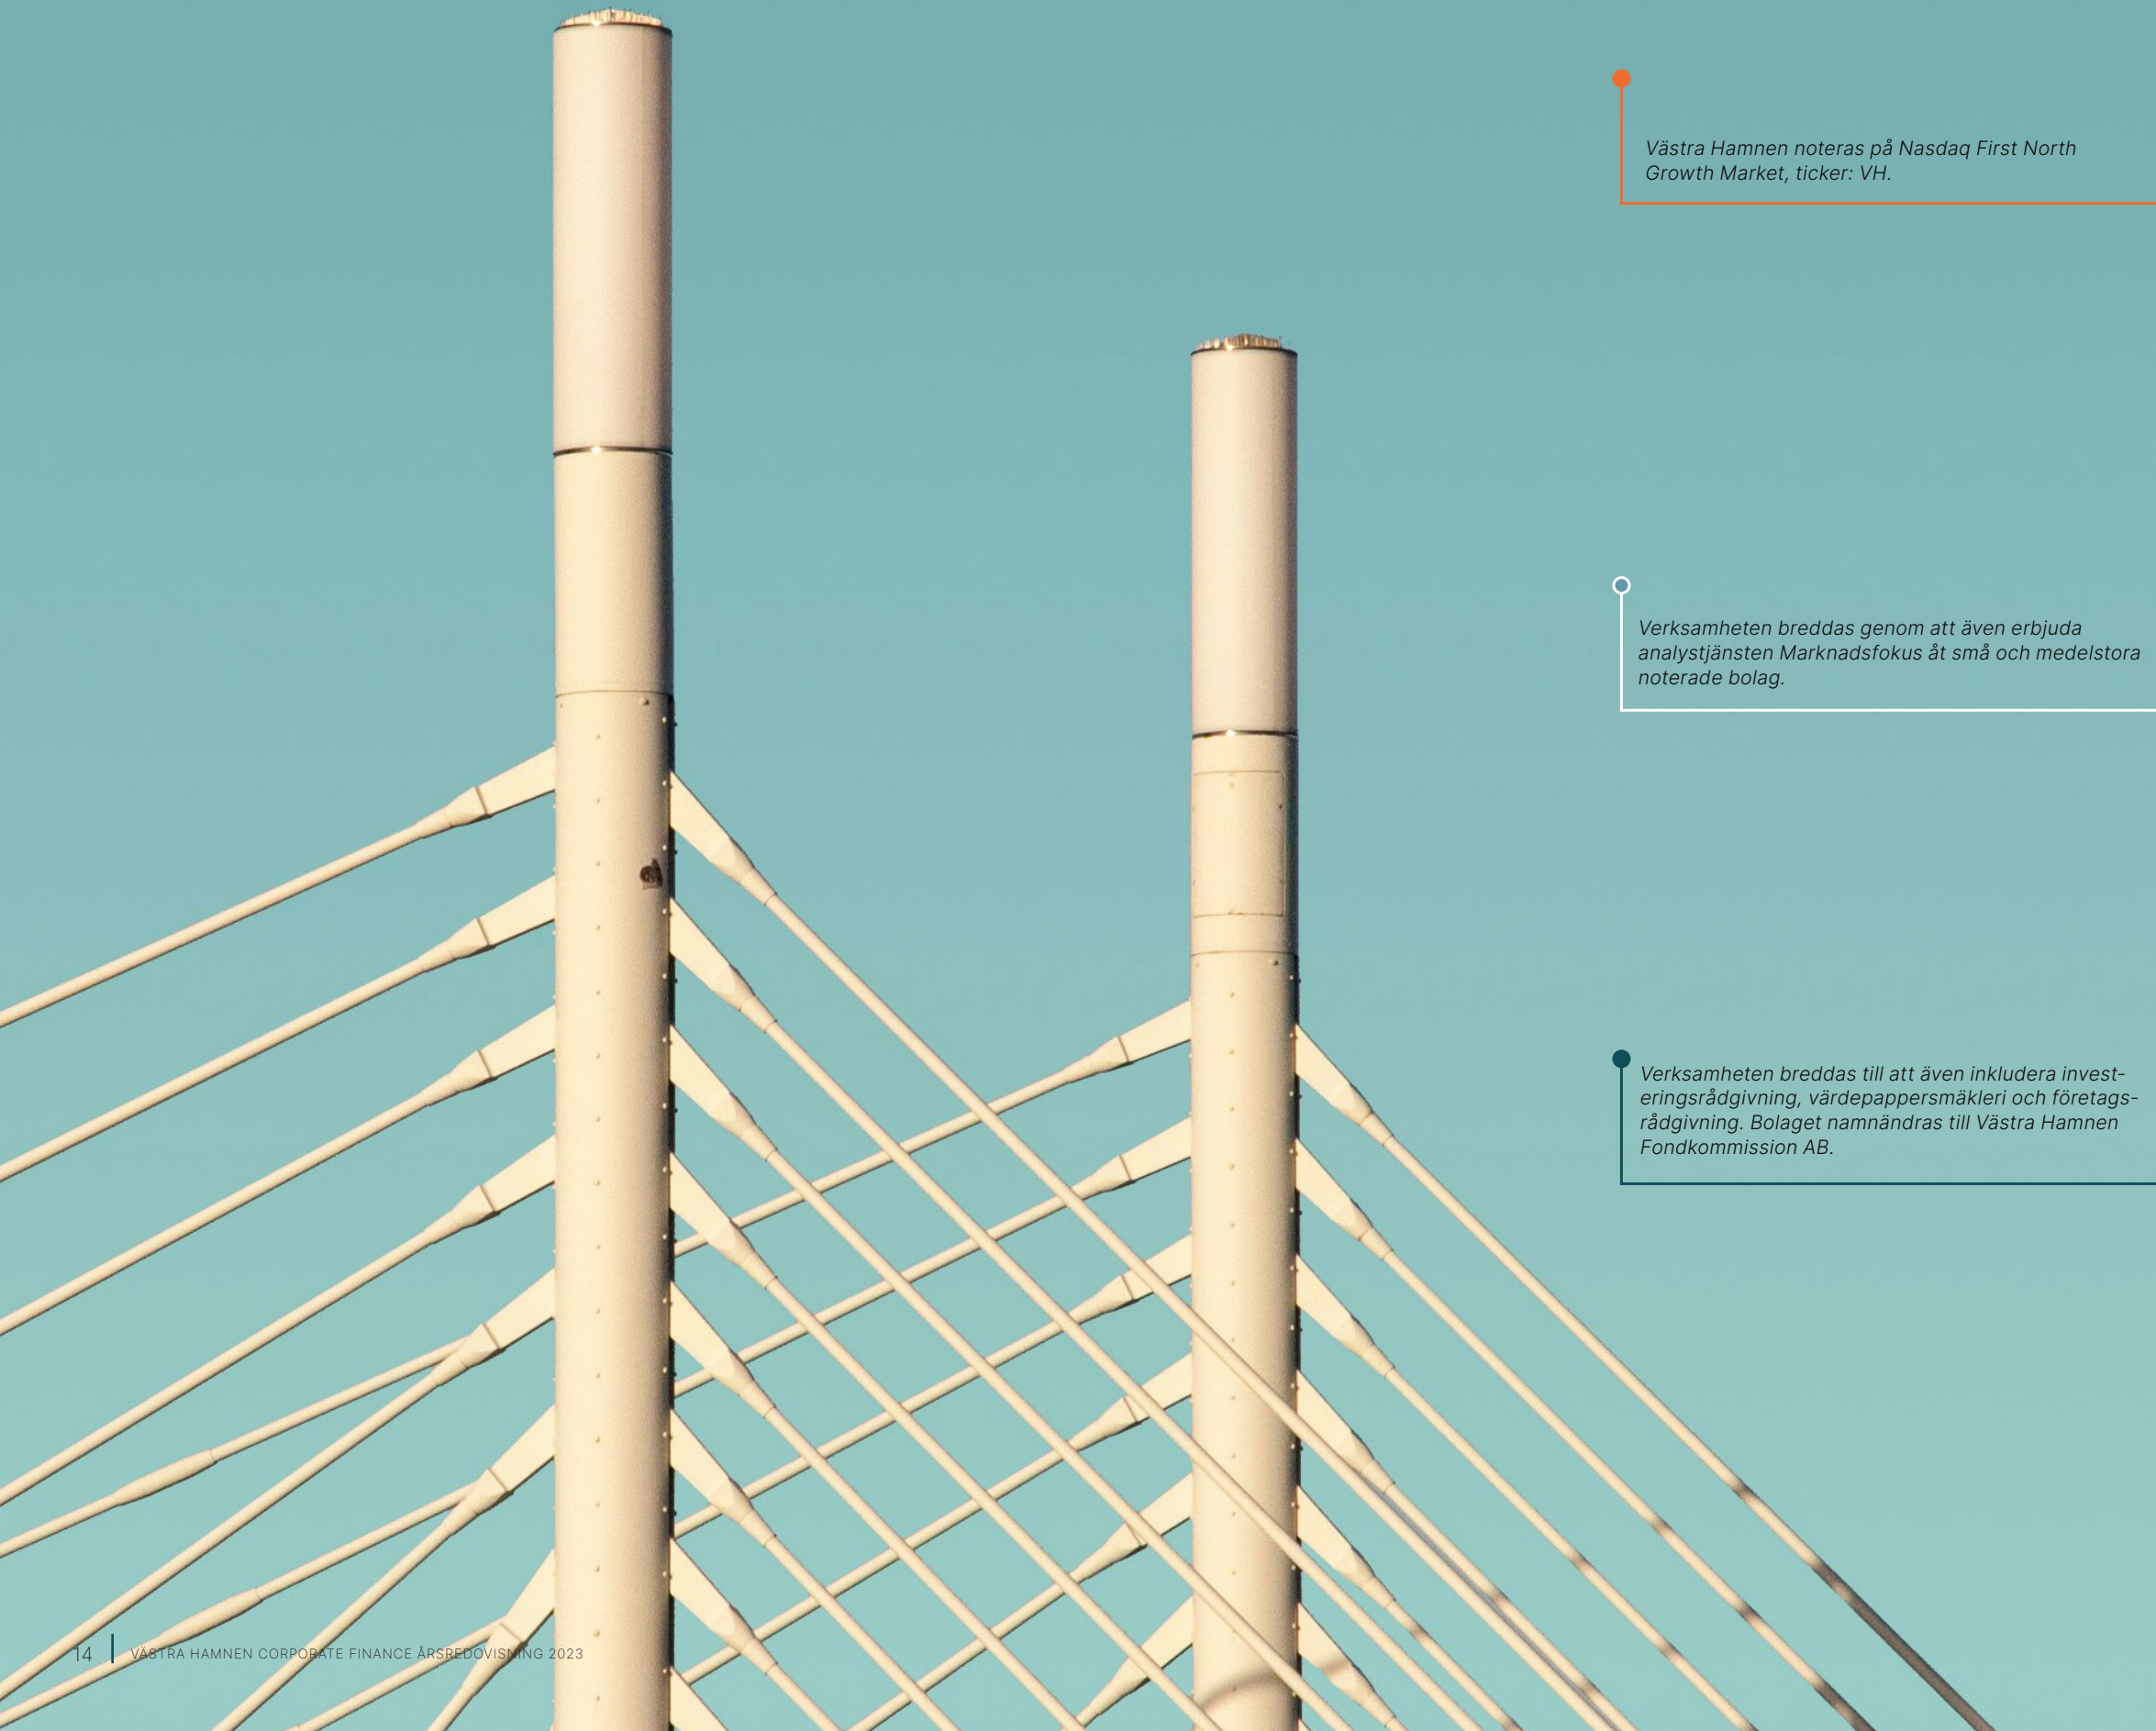 Västra Hamnen noteras på Nasdaq First North
Growth Market, ticker: VH.
Verksamheten breddas genom att även erbjuda
analystjänsten Marknadsfokus åt små och medelstora
noterade bolag.
Verksamheten breddas till att även inkludera invest-
eringsrådgivning, värdepappersmäkleri och företags-
rådgivning. Bolaget namnändras till Västra Hamnen
Fondkommission AB.
14 VÄSTRA HAMNEN CORPORATE FINANCE ÅRSREDOVISNING 2023